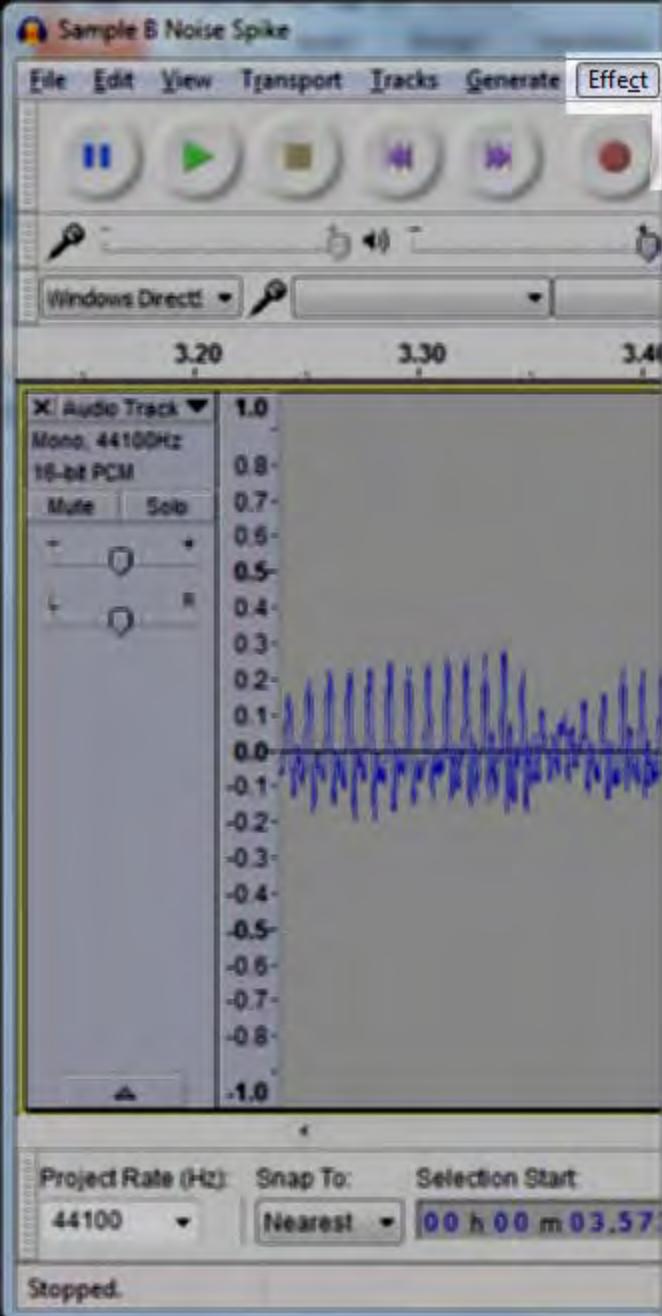 Sample B Noise Spike
File Edit View Transport Tracks Generate Effect
Windows Direct
3.20 3.30 3.40
X Audio Track 1.0
Mono, 44100Hz
16-bit PCM
0.8
Mute Solo 0.7
0.6
- + 0.5
L R 0.4
0.3
0.2
0.1
0.0
-0.1
-0.2
-0.3
-0.4
-0.5
-0.6
-0.7
-0.8
-1.0
Project Rate (Hz): Snap To: Selection Start
44100 Nearest 00 h 00 m 03.57
Stopped.